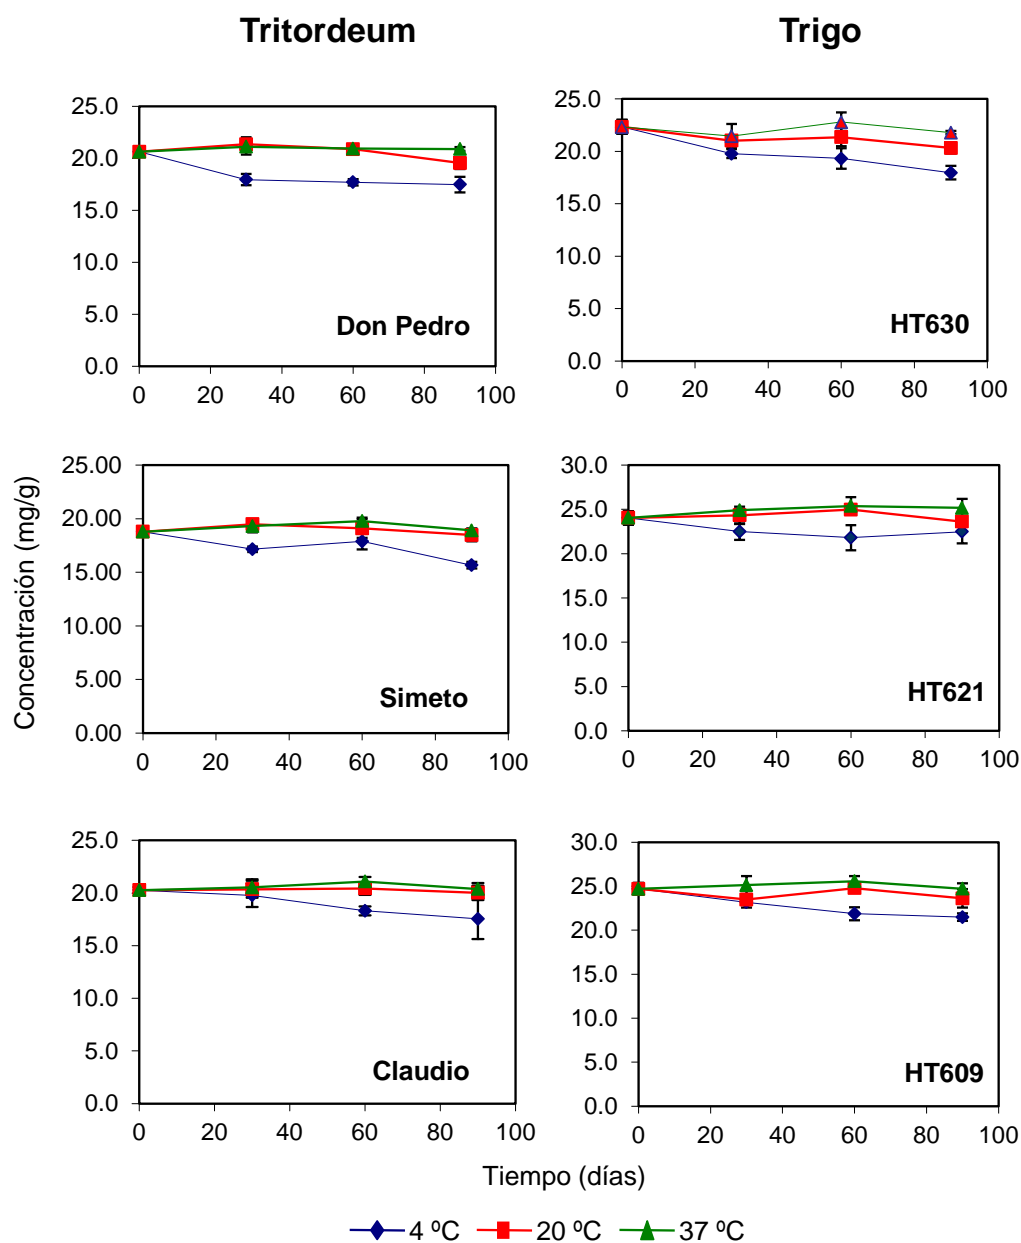 Tritordeum Trigo
25.0
20.0
15.0
10.0
5.0
0.0
0 20 40 60 80 100
Don Pedro
25.0
20.0
15.0
10.0
5.0
0.0
0 20 40 60 80 100
HT630
Concentración (mg/g)
25.00
20.00
15.00
10.00
5.00
0.00
0 20 40 60 80 100
Simeto
30.0
25.0
20.0
15.0
10.0
5.0
0.0
0 20 40 60 80 100
HT621
25.0
20.0
15.0
10.0
5.0
0.0
0 20 40 60 80 100
Claudio
30.0
25.0
20.0
15.0
10.0
5.0
0.0
0 20 40 60 80 100
HT609
Tiempo (días)
4 ºC 20 ºC 37 ºC